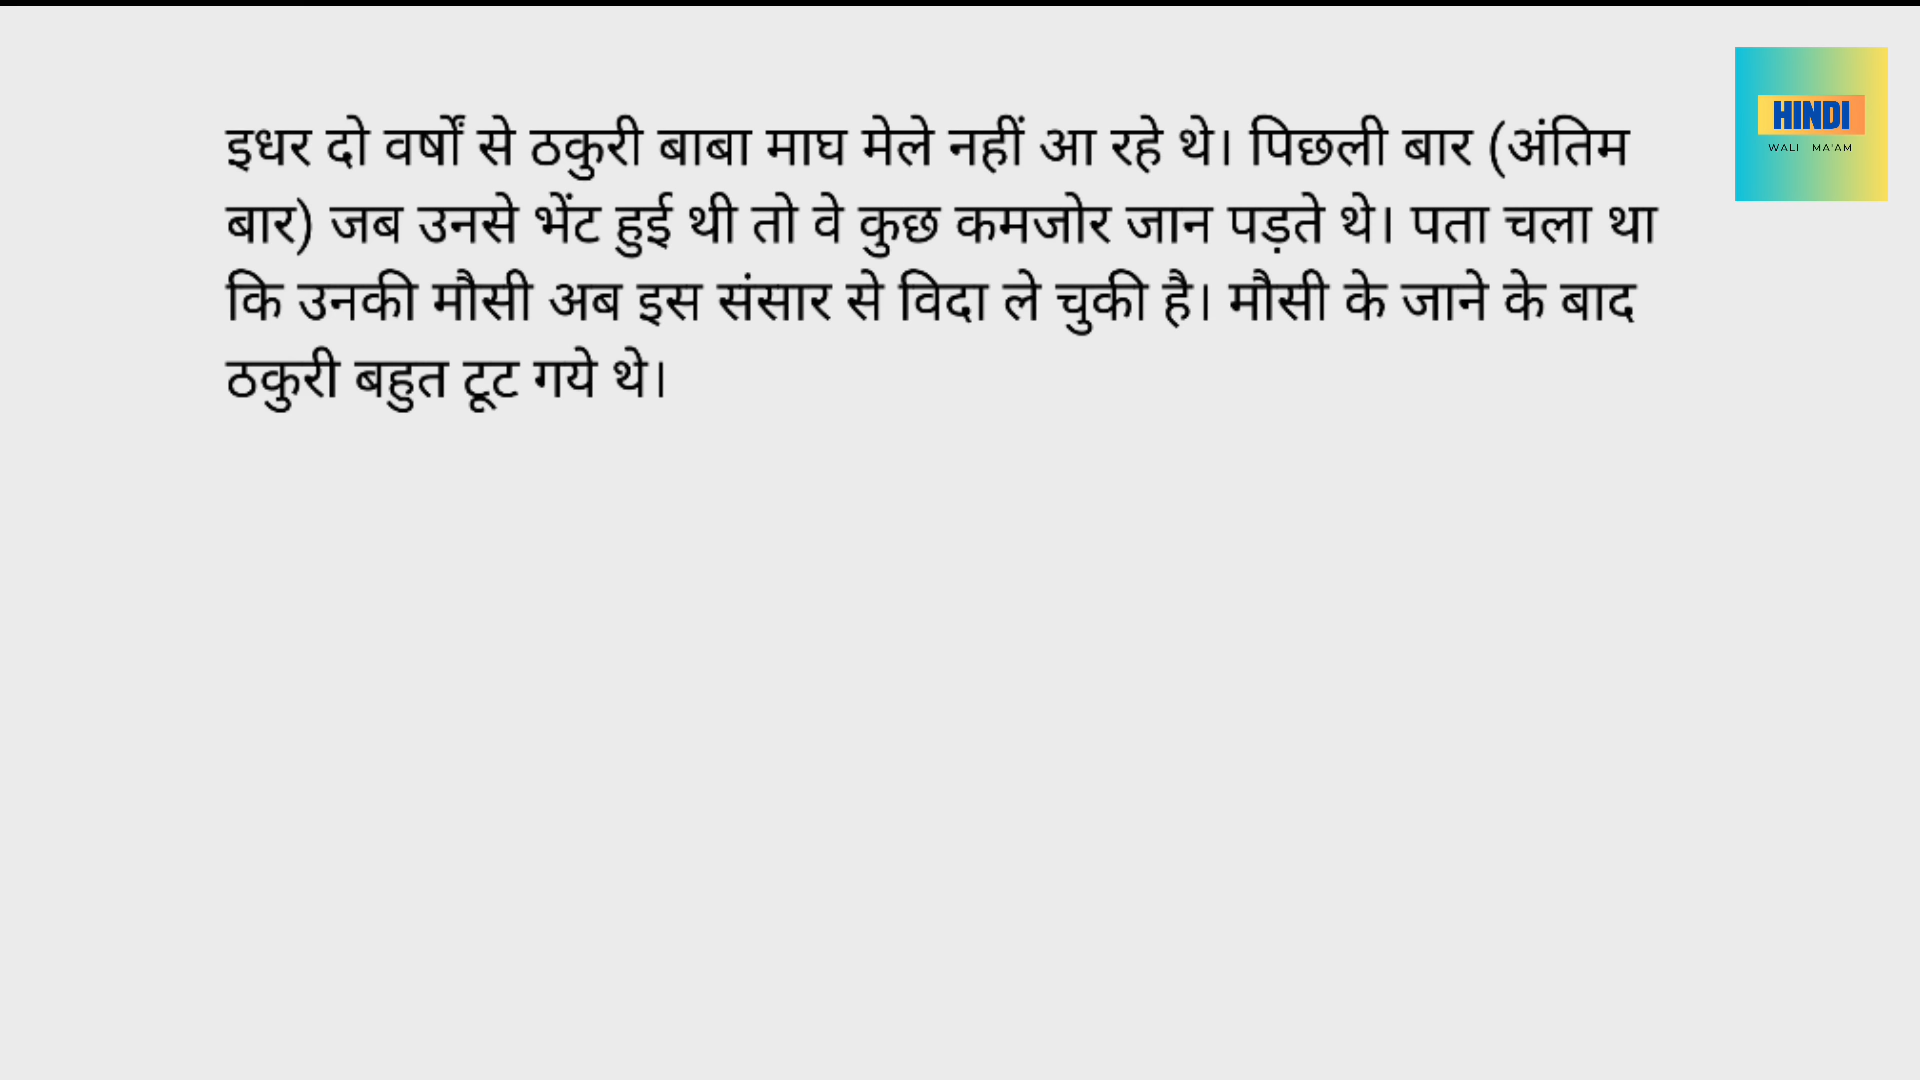 इधर दो वर्षों से ठकुरी बाबा माघ मेले नहीं आ रहे थे। पिछली बार (अंतिम
बार) जब उनसे भेंट हुई थी तो वे कुछ कमजोर जान पड़ते थे। पता चला था
कि उनकी मौसी अब इस संसार से विदा ले चुकी है। मौसी के जाने के बाद
ठकुरी बहुत टूट गये थे।
HINDI
WALI MA'AM